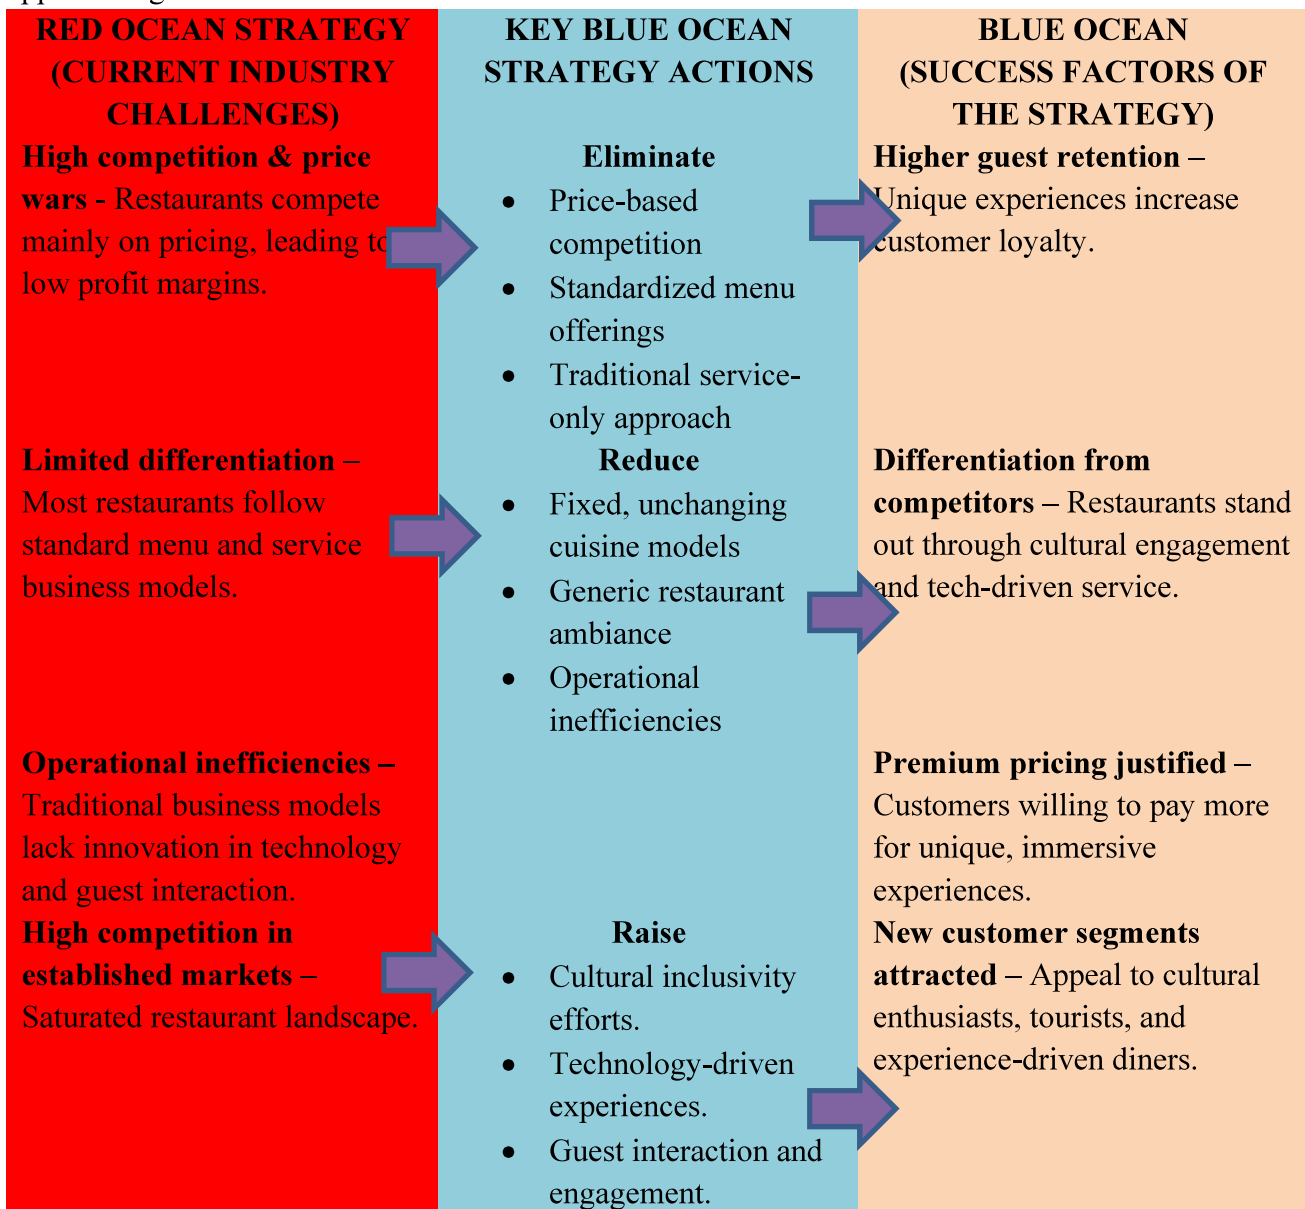 RED OCEAN STRATEGY
(CURRENT INDUSTRY
CHALLENGES)
KEY BLUE OCEAN
STRATEGY ACTIONS
BLUE OCEAN
(SUCCESS FACTORS OF
THE STRATEGY)
High competition & price
wars - Restaurants compete
mainly on pricing, leading to
low profit margins.
Eliminate
• Price-based
competition
• Standardized menu
offerings
• Traditional service-
only approach
Higher guest retention –
Unique experiences increase
customer loyalty.
Limited differentiation –
Most restaurants follow
standard menu and service
business models.
Reduce
• Fixed, unchanging
cuisine models
• Generic restaurant
ambiance
• Operational
inefficiencies
Differentiation from
competitors – Restaurants stand
out through cultural engagement
and tech-driven service.
Operational inefficiencies –
Traditional business models
lack innovation in technology
and guest interaction.
Premium pricing justified –
Customers willing to pay more
for unique, immersive
experiences.
High competition in
established markets –
Saturated restaurant landscape.
Raise
• Cultural inclusivity
efforts.
• Technology-driven
experiences.
• Guest interaction and
engagement.
New customer segments
attracted – Appeal to cultural
enthusiasts, tourists, and
experience-driven diners.